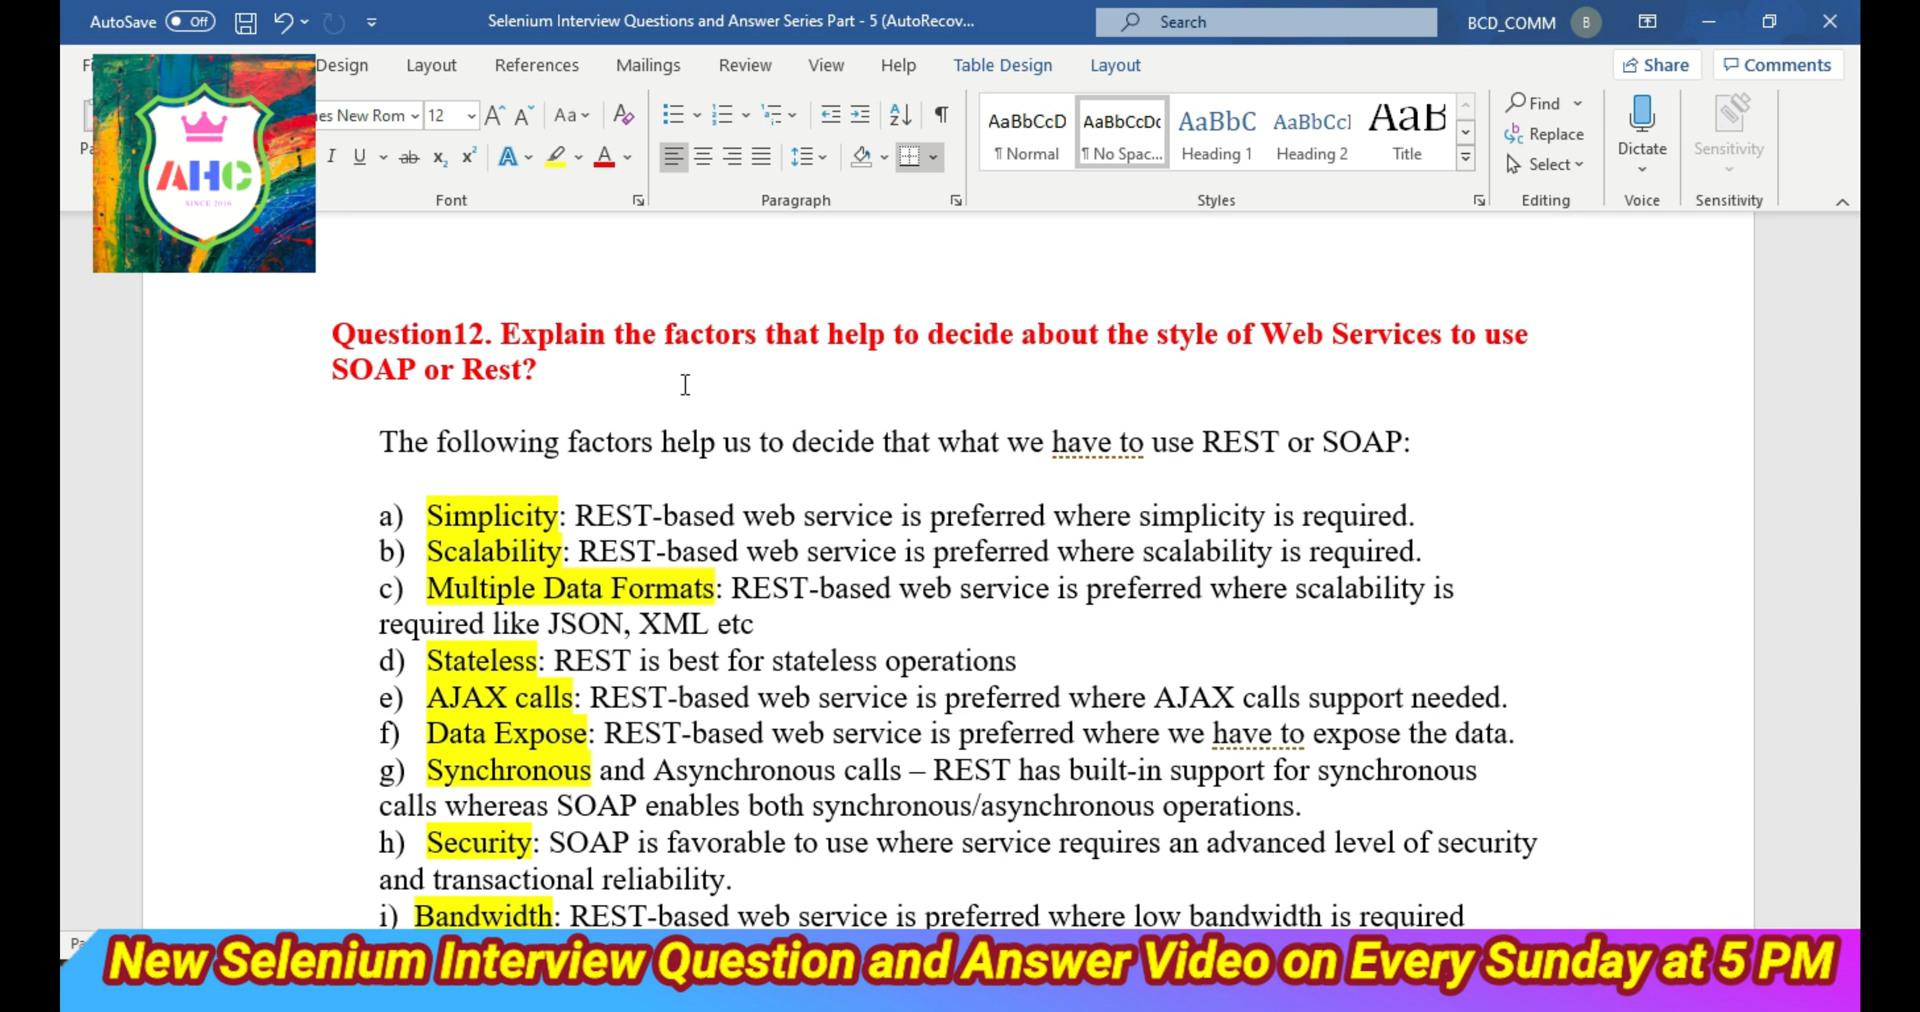 AutoSave Off Selenium Interview Questions and Answer Series Part - 5 (AutoRecov... Search BCD_COMM B
Design Layout References Mailings Review View Help Table Design Layout Share Comments
es New Rom 12 Aa
AaBbCcD AaBbCcDc AaBbC AaBbCcI AaB
¶ Normal ¶ No Spac... Heading 1 Heading 2 Title
Find
Replace
Select
Dictate
Sensitivity
Font Paragraph Styles Editing Voice Sensitivity
AHC
SINCE 2016
Question12. Explain the factors that help to decide about the style of Web Services to use
SOAP or Rest?
The following factors help us to decide that what we have to use REST or SOAP:
a) Simplicity: REST-based web service is preferred where simplicity is required.
b) Scalability: REST-based web service is preferred where scalability is required.
c) Multiple Data Formats: REST-based web service is preferred where scalability is
required like JSON, XML etc
d) Stateless: REST is best for stateless operations
e) AJAX calls: REST-based web service is preferred where AJAX calls support needed.
f) Data Expose: REST-based web service is preferred where we have to expose the data.
g) Synchronous and Asynchronous calls – REST has built-in support for synchronous
calls whereas SOAP enables both synchronous/asynchronous operations.
h) Security: SOAP is favorable to use where service requires an advanced level of security
and transactional reliability.
i) Bandwidth: REST-based web service is preferred where low bandwidth is required
New Selenium Interview Question and Answer Video on Every Sunday at 5 PM